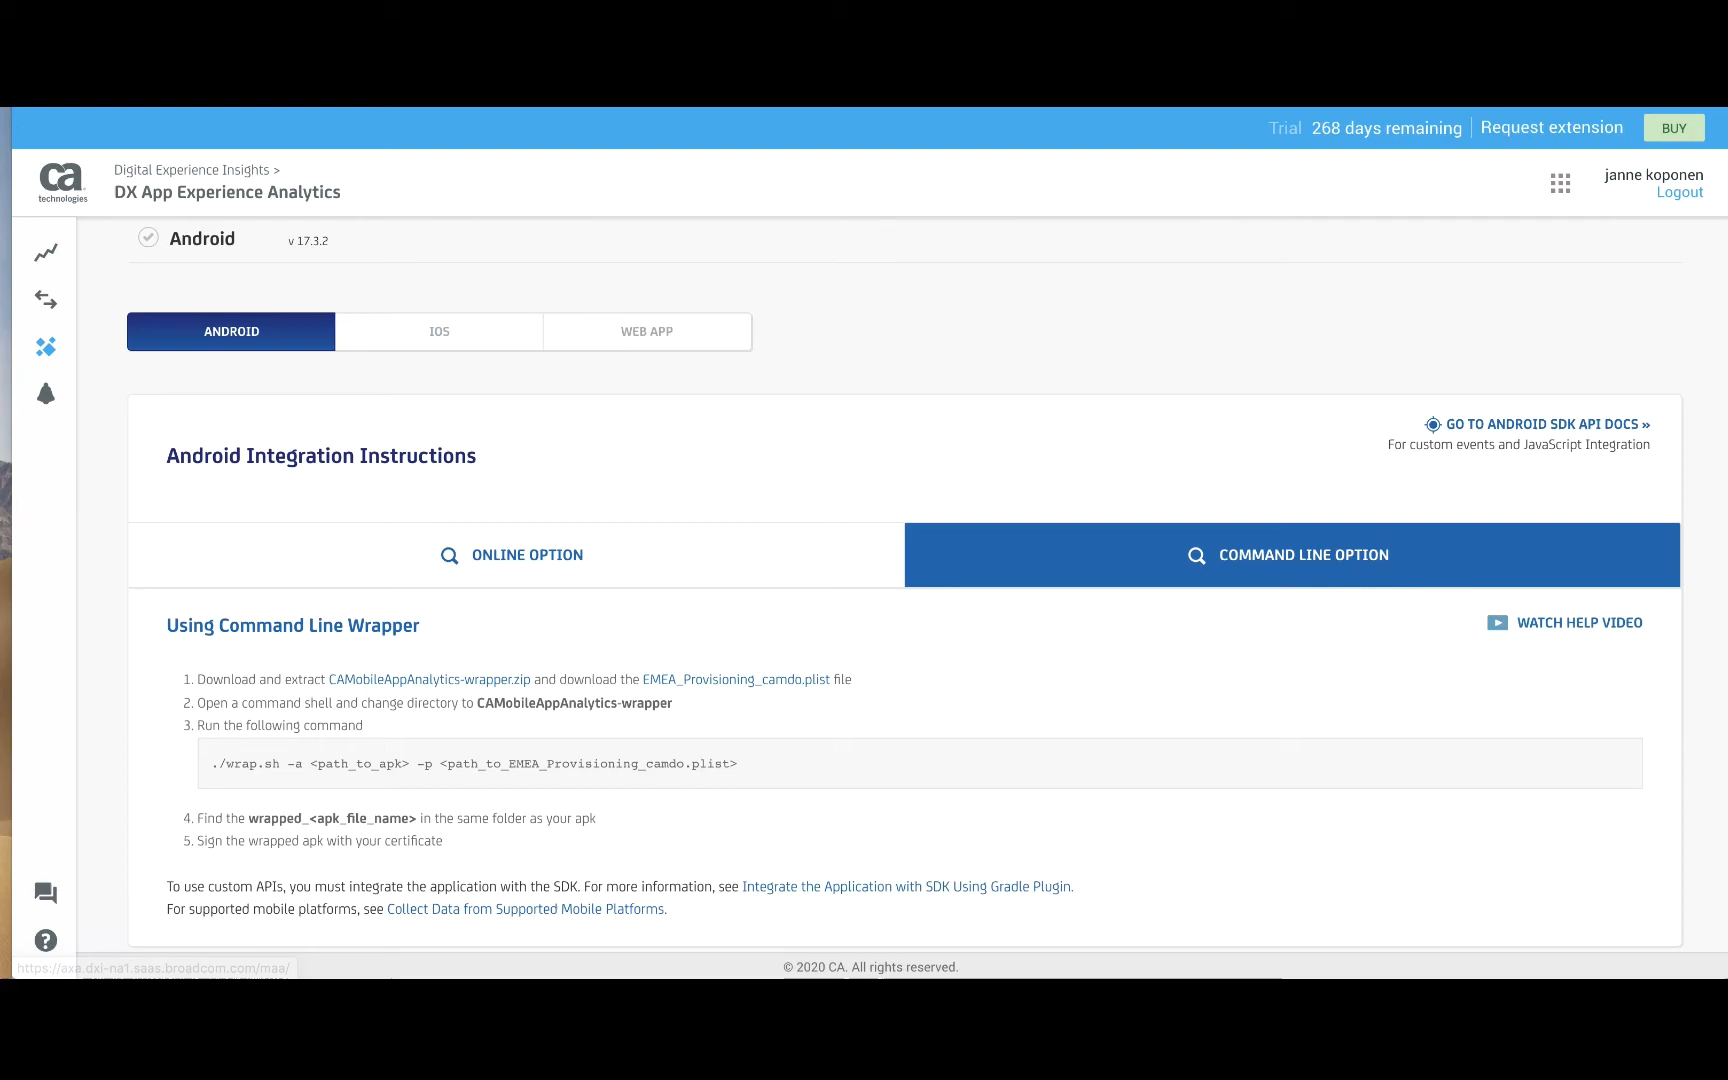 Trial 268 days remaining Request extension BUY
ca
technologies
Digital Experience Insights >
DX App Experience Analytics
janne koponen
Logout
Android v 17.3.2
ANDROID IOS WEB APP
GO TO ANDROID SDK API DOCS »
For custom events and JavaScript Integration
Android Integration Instructions
ONLINE OPTION COMMAND LINE OPTION
Using Command Line Wrapper
WATCH HELP VIDEO
1. Download and extract CAMobileAppAnalytics-wrapper.zip and download the EMEA_Provisioning_camdo.plist file
2. Open a command shell and change directory to CAMobileAppAnalytics-wrapper
3. Run the following command
./wrap.sh -a <path_to_apk> -p <path_to_EMEA_Provisioning_camdo.plist>
4. Find the wrapped_<apk_file_name> in the same folder as your apk
5. Sign the wrapped apk with your certificate
To use custom APIs, you must integrate the application with the SDK. For more information, see Integrate the Application with SDK Using Gradle Plugin.
For supported mobile platforms, see Collect Data from Supported Mobile Platforms.
https://axa.dxi-na1.saas.broadcom.com/maa/
© 2020 CA. All rights reserved.